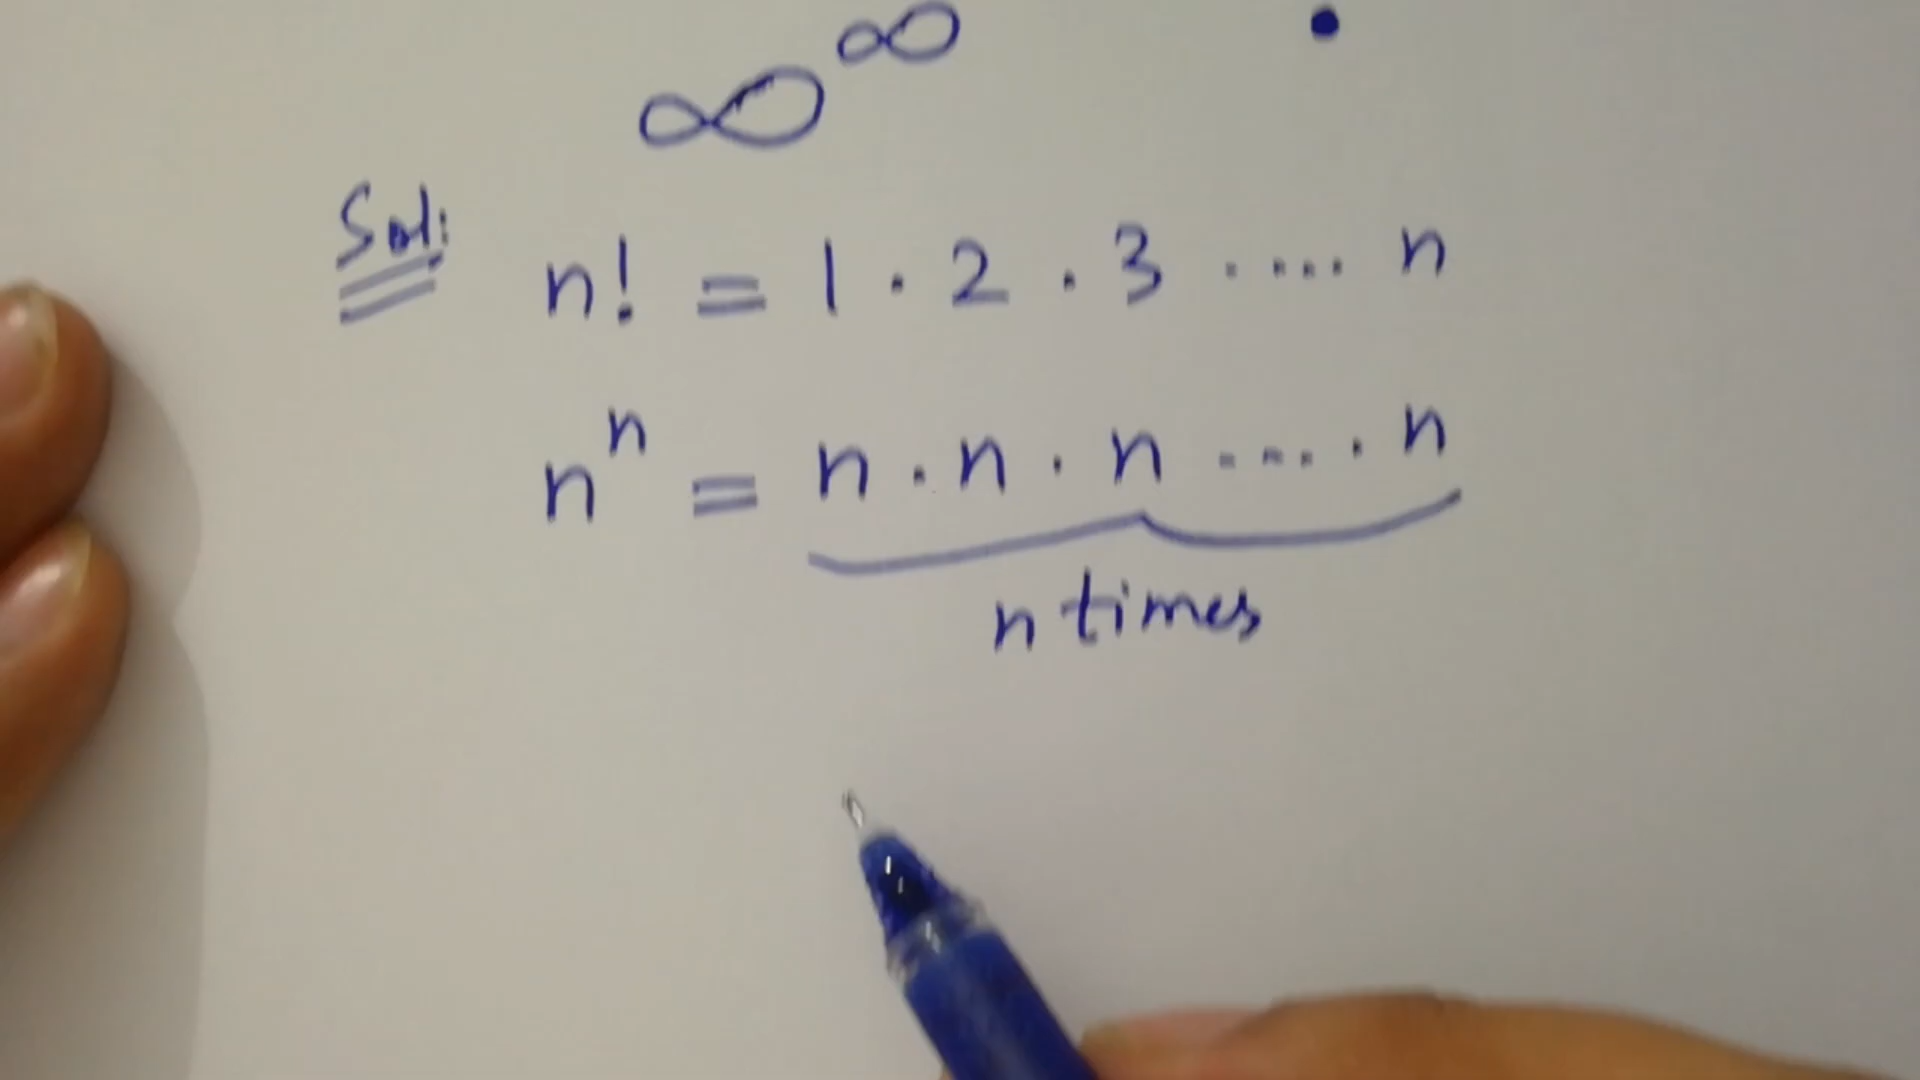 ∞^∞
Sol:
n! = 1 · 2 · 3 ..... n
n^n = n · n · n ..... · n
n times